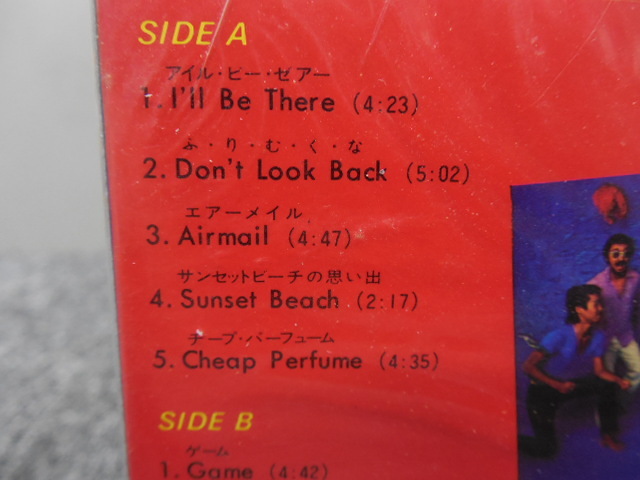 SIDE A
アイル・ビー・ゼアー
1. I'll Be There (4:23)
ふ・り・む・く・な
2. Don't Look Back (5:02)
エアーメイル
3. Airmail (4:47)
サンセットビーチの思い出
4. Sunset Beach (2:17)
チープ・パーフューム
5. Cheap Perfume (4:35)
SIDE B
ゲーム
1. Game (4:42)